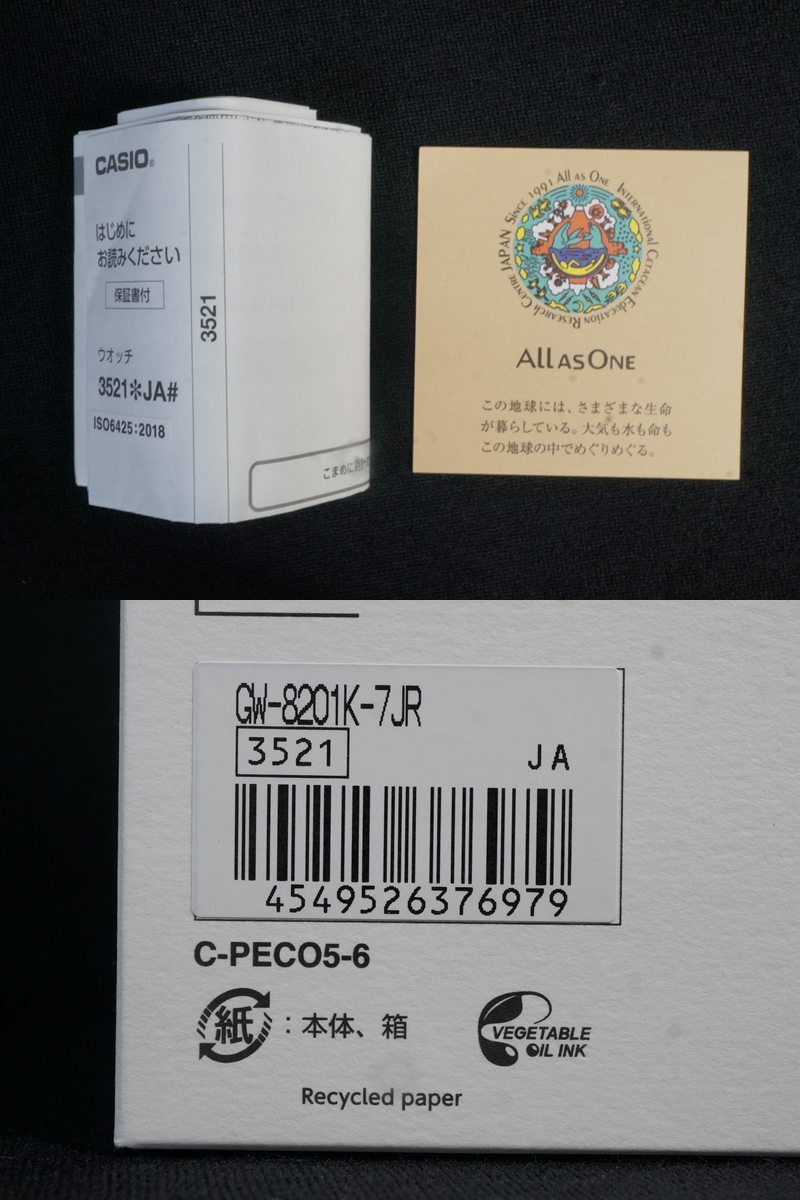 CASIO®
はじめに
お読みください
保証書付
ウオッチ
3521✻JA#
ISO6425:2018
3521
こまめに
SINCE 1991 ALL AS ONE INTERNATIONAL CETACEAN EDUCATION RESEARCH CENTRE JAPAN
ALL AS ONE
この地球には、さまざまな生命
が暮らしている。大気も水も命も
この地球の中でめぐりめぐる。
GW-8201K-7JR
3521
JA
4549526376979
C-PECO5-6
紙:本体、箱
VEGETABLE
OIL INK
Recycled paper